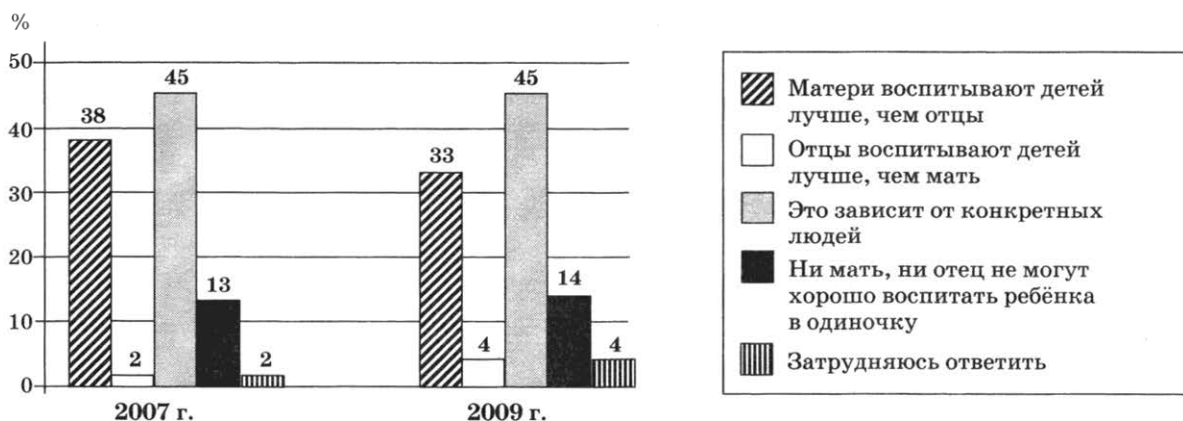 %
50
40
30
20
10
0
38
2
45
13
2
2007 г.
33
4
45
14
4
2009 г.
Матери воспитывают детей
лучше, чем отцы
Отцы воспитывают детей
лучше, чем мать
Это зависит от конкретных
людей
Ни мать, ни отец не могут
хорошо воспитать ребёнка
в одиночку
Затрудняюсь ответить